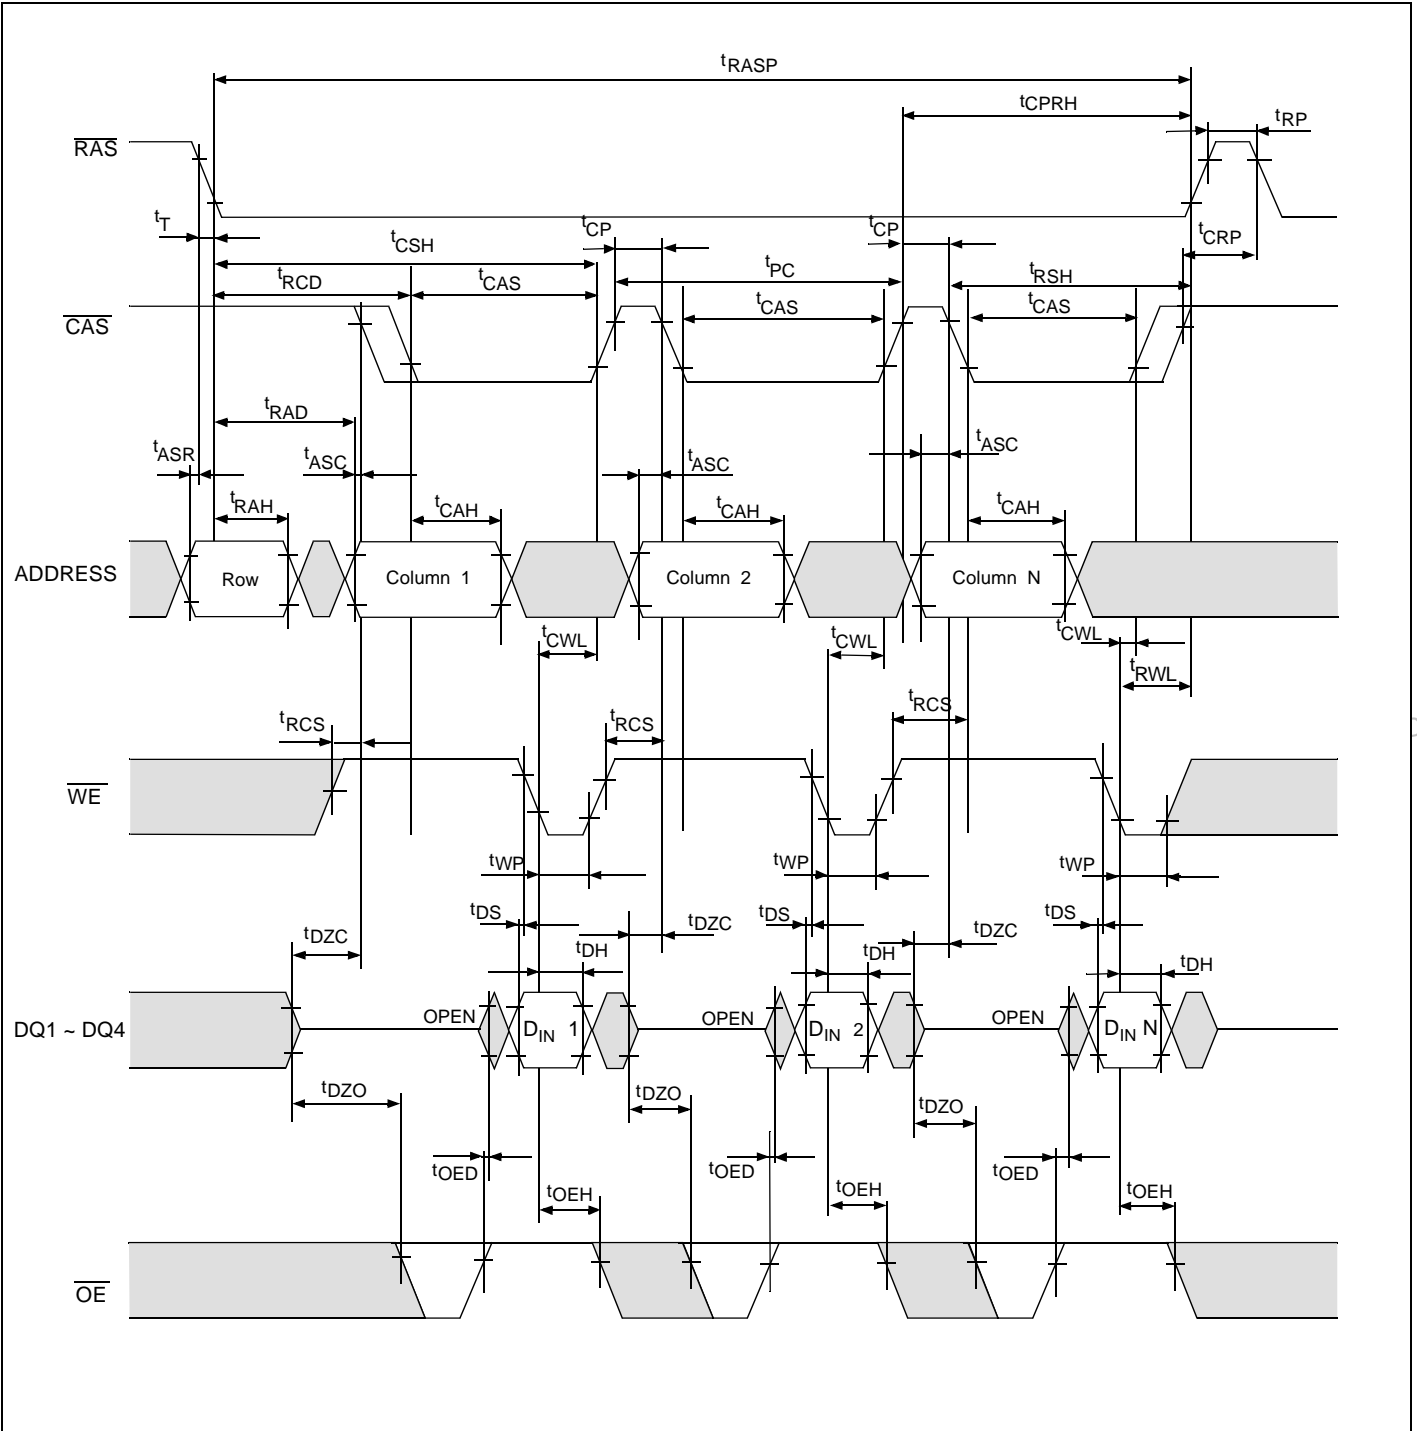 tRASP
tCPRH
tRP
RAS
tT
tCP
tCP
tCSH
tCRP
tPC
tRCD
tCAS
tRSH
CAS
tCAS
tCAS
tRAD
tASR
tASC
tASC
tASC
tRAH
tCAH
tCAH
tCAH
ADDRESS
Row
Column 1
Column 2
Column N
tCWL
tCWL
tCWL
tRWL
tRCS
tRCS
tRCS
WE
tWP
tWP
tWP
tDS
tDZC
tDS
tDZC
tDS
tDZC
tDH
tDH
tDH
DQ1 ~ DQ4
OPEN
DIN 1
OPEN
DIN 2
OPEN
DIN N
tDZO
tDZO
tDZO
tOED
tOED
tOED
tOEH
tOEH
tOEH
OE